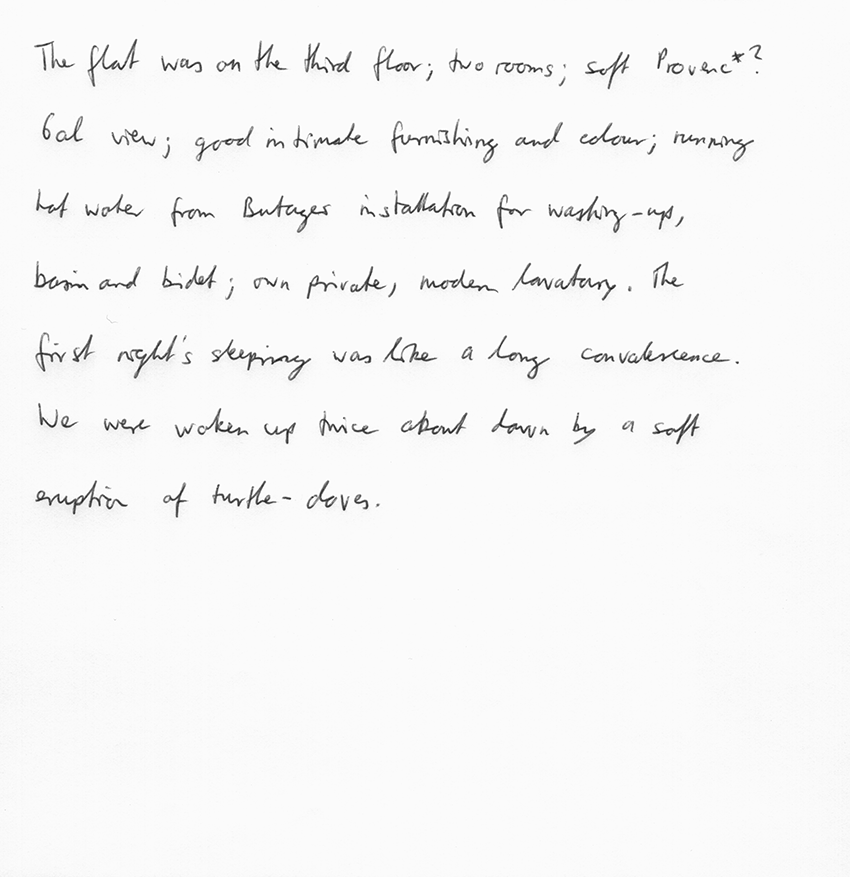 The flat was on the third floor; two rooms; soft Provenc*?
6al view; good intimate furnishing and colour; running
hot water from Butages installation for washing-up,
basin and bidet; own private, modern lavatory. The
first night's sleeping was like a long convalescence.
We were woken up twice about dawn by a soft
eruption of turtle-doves.